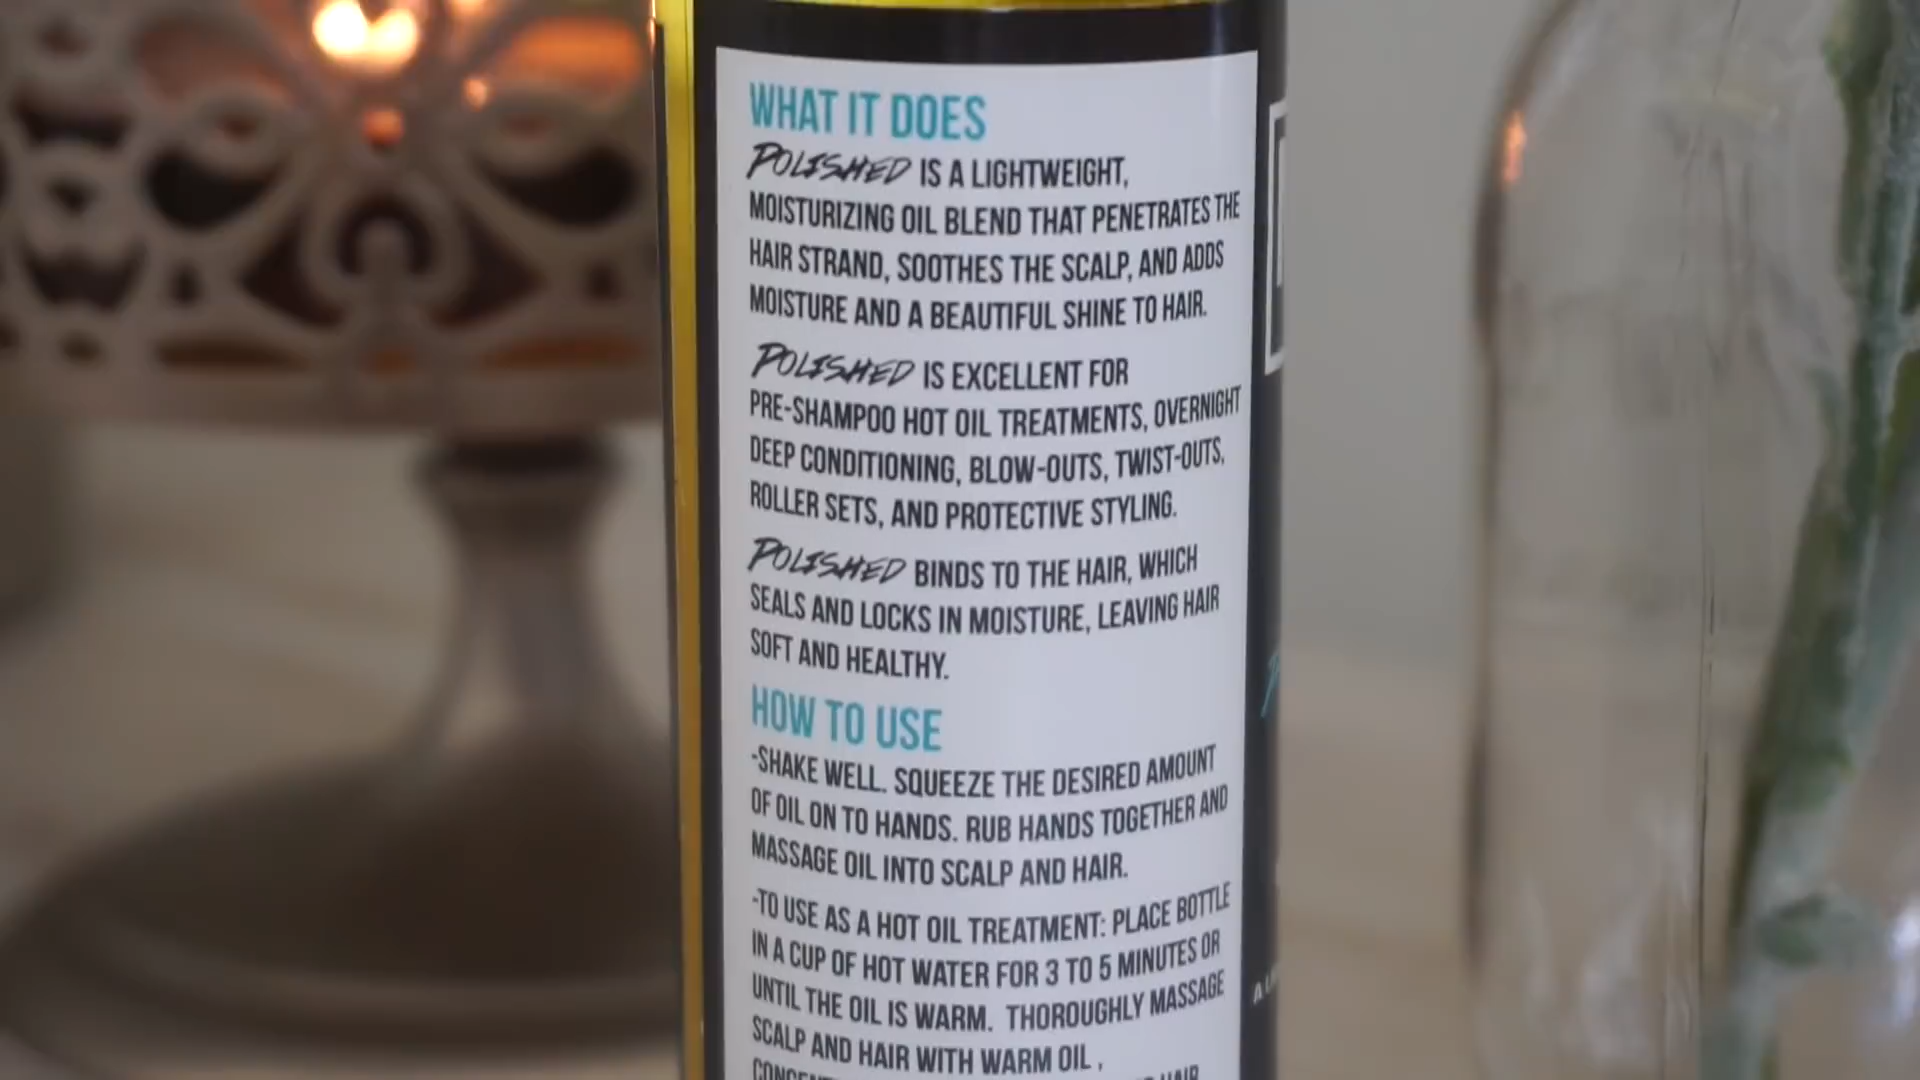 WHAT IT DOES
POLISHED IS A LIGHTWEIGHT,
MOISTURIZING OIL BLEND THAT PENETRATES THE
HAIR STRAND, SOOTHES THE SCALP, AND ADDS
MOISTURE AND A BEAUTIFUL SHINE TO HAIR.
POLISHED IS EXCELLENT FOR
PRE-SHAMPOO HOT OIL TREATMENTS, OVERNIGHT
DEEP CONDITIONING, BLOW-OUTS, TWIST-OUTS,
ROLLER SETS, AND PROTECTIVE STYLING.
POLISHED BINDS TO THE HAIR, WHICH
SEALS AND LOCKS IN MOISTURE, LEAVING HAIR
SOFT AND HEALTHY.
HOW TO USE
-SHAKE WELL. SQUEEZE THE DESIRED AMOUNT
OF OIL ON TO HANDS. RUB HANDS TOGETHER AND
MASSAGE OIL INTO SCALP AND HAIR.
-TO USE AS A HOT OIL TREATMENT: PLACE BOTTLE
IN A CUP OF HOT WATER FOR 3 TO 5 MINUTES OR
UNTIL THE OIL IS WARM. THOROUGHLY MASSAGE
SCALP AND HAIR WITH WARM OIL ,
HAIR